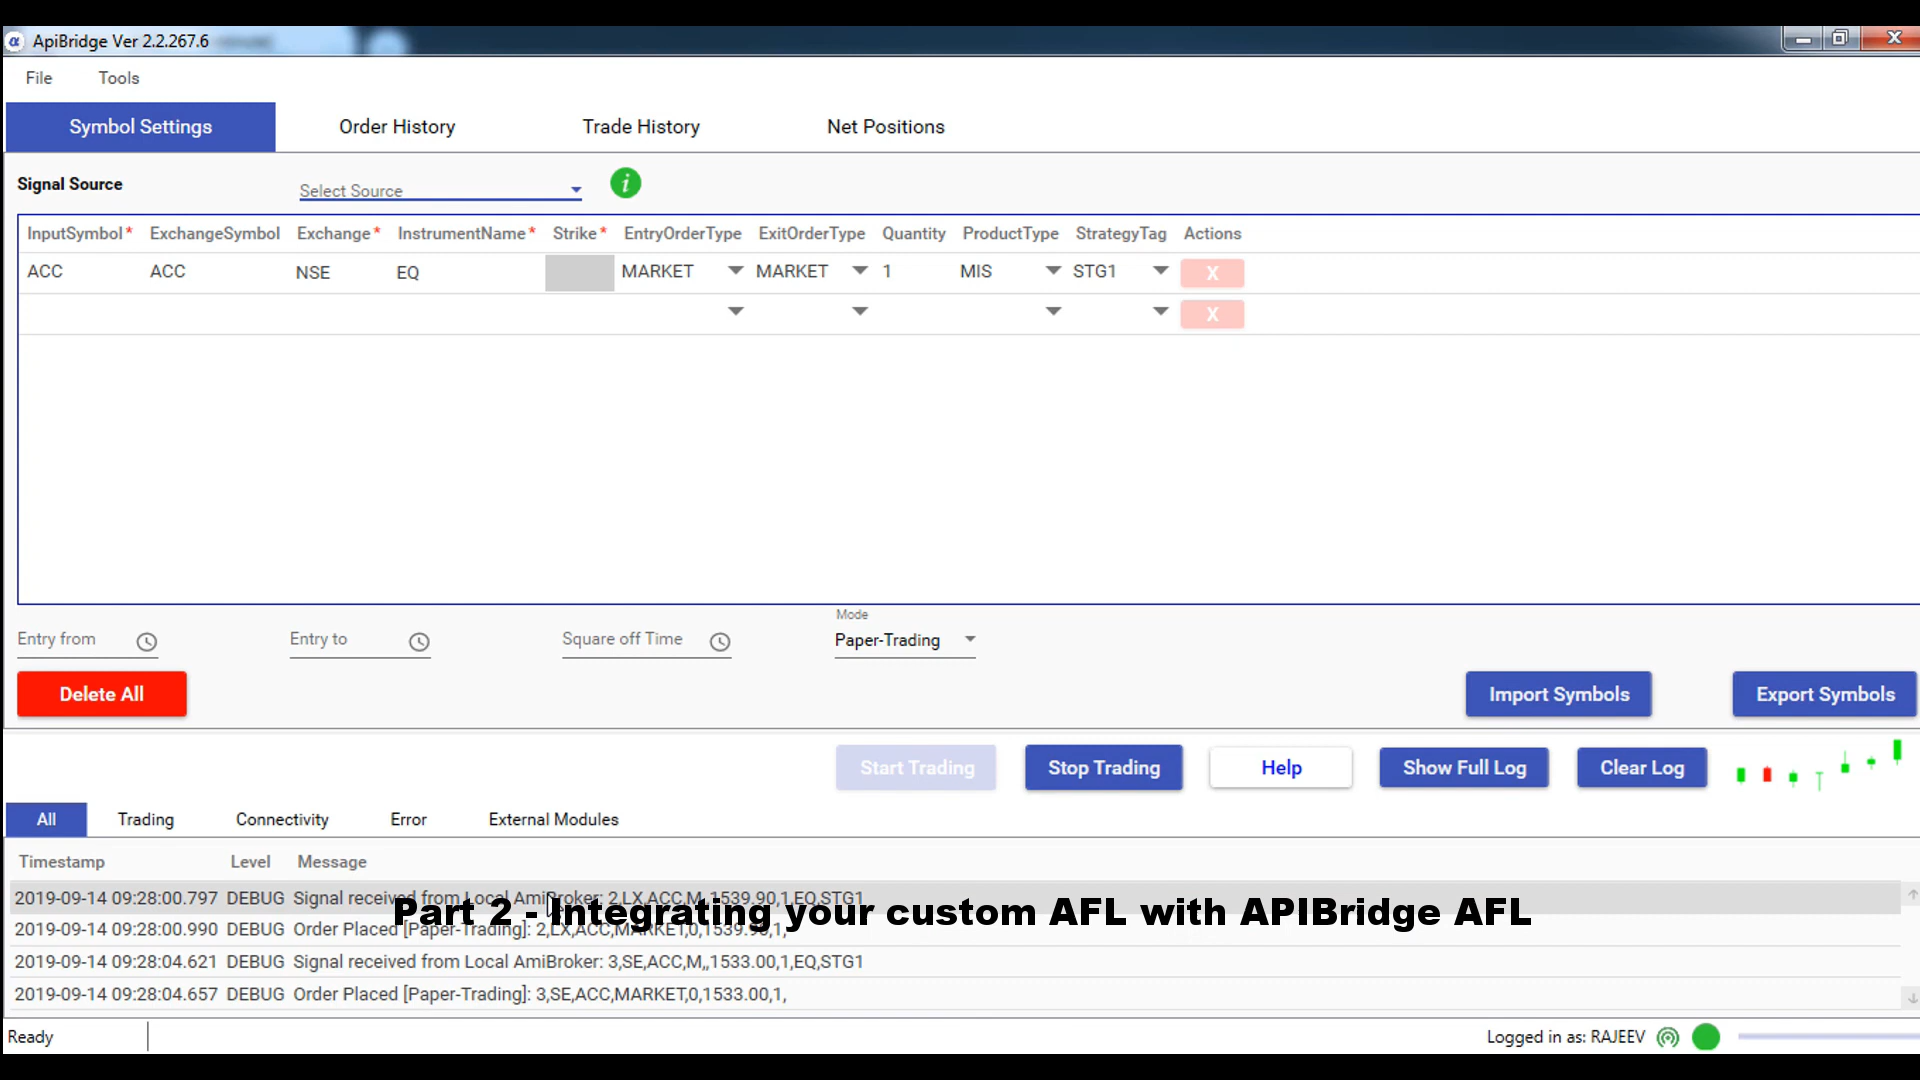 ApiBridge Ver 2.2.267.6
File Tools
Symbol Settings Order History Trade History Net Positions
Signal Source Select Source i
InputSymbol* ExchangeSymbol Exchange* InstrumentName* Strike* EntryOrderType ExitOrderType Quantity ProductType StrategyTag Actions
ACC ACC NSE EQ MARKET MARKET 1 MIS STG1 X
X
Mode
Entry from Entry to Square off Time Paper-Trading
Delete All Import Symbols Export Symbols
Start Trading Stop Trading Help Show Full Log Clear Log
All Trading Connectivity Error External Modules
Timestamp Level Message
2019-09-14 09:28:00.797 DEBUG Signal received from Local AmiBroker: 2,LX,ACC,M,,1539.90,1,EQ,STG1
Part 2 - Integrating your custom AFL with APIBridge AFL
2019-09-14 09:28:00.990 DEBUG Order Placed [Paper-Trading]: 2,LX,ACC,MARKET,0,1539.90,1,
2019-09-14 09:28:04.621 DEBUG Signal received from Local AmiBroker: 3,SE,ACC,M,,1533.00,1,EQ,STG1
2019-09-14 09:28:04.657 DEBUG Order Placed [Paper-Trading]: 3,SE,ACC,MARKET,0,1533.00,1,
Ready Logged in as: RAJEEV